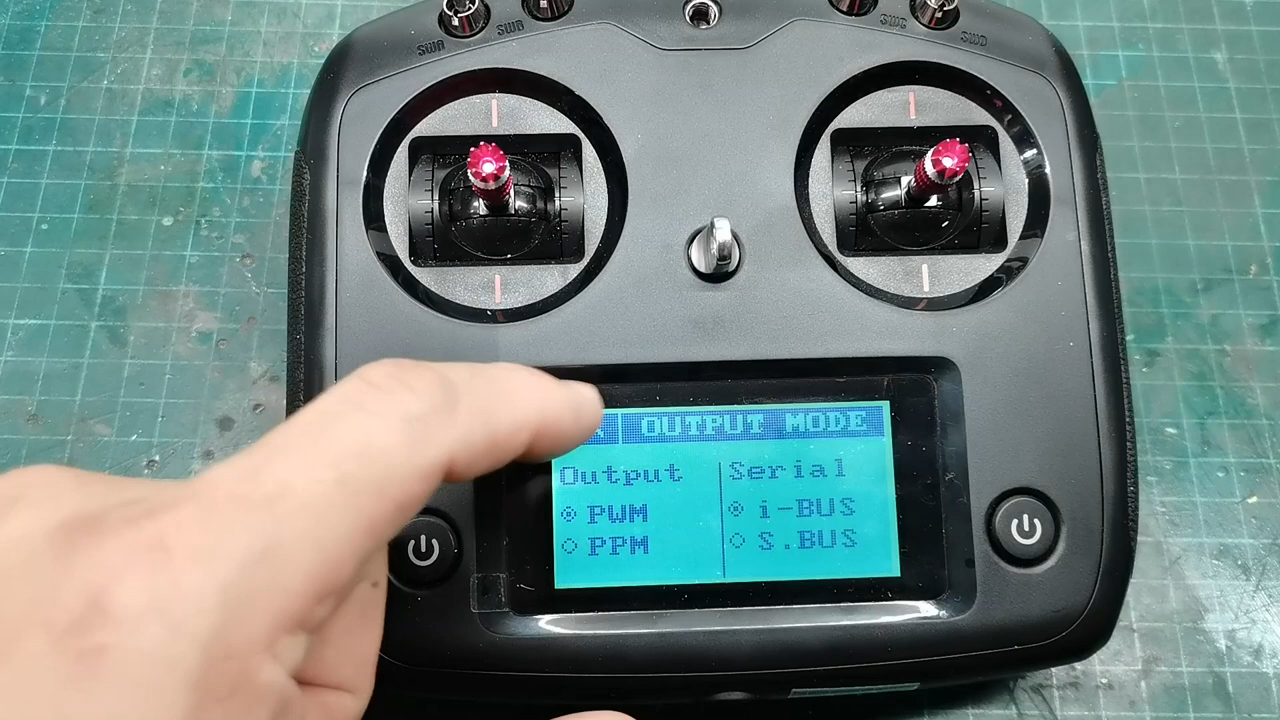 SWA
SWB
SWC
SWD
OUTPUT MODE
Output
Serial
PWM
i-BUS
PPM
S.BUS